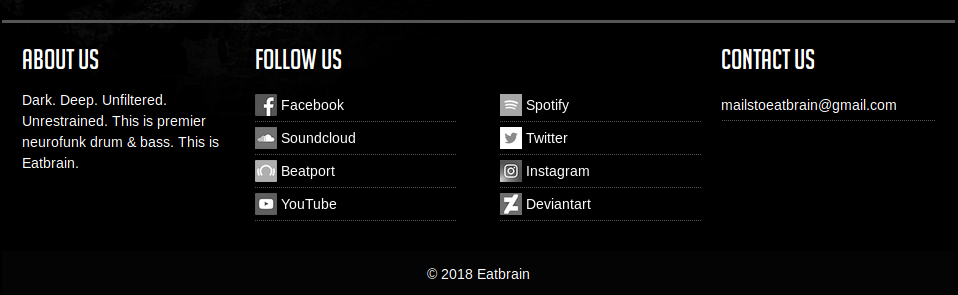 ABOUT US
Dark. Deep. Unfiltered.
Unrestrained. This is premier
neurofunk drum & bass. This is
Eatbrain.
FOLLOW US
Facebook
Soundcloud
Beatport
YouTube
Spotify
Twitter
Instagram
Deviantart
CONTACT US
mailstoeatbrain@gmail.com
© 2018 Eatbrain